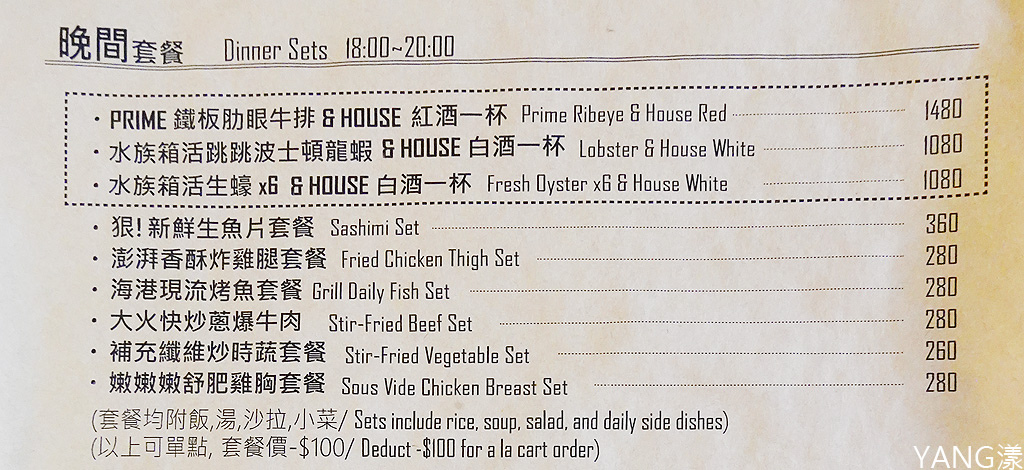 晚間套餐 Dinner Sets 18:00~20:00
・PRIME 鐵板肋眼牛排 & HOUSE 紅酒一杯 Prime Ribeye & House Red 1480
・水族箱活跳跳波士頓龍蝦 & HOUSE 白酒一杯 Lobster & House White 1080
・水族箱活生蠔 x6 & HOUSE 白酒一杯 Fresh Oyster x6 & House White 1080
・狠!新鮮生魚片套餐 Sashimi Set 360
・澎湃香酥炸雞腿套餐 Fried Chicken Thigh Set 280
・海港現流烤魚套餐 Grill Daily Fish Set 280
・大火快炒蔥爆牛肉 Stir-Fried Beef Set 280
・補充纖維炒時蔬套餐 Stir-Fried Vegetable Set 260
・嫩嫩嫩舒肥雞胸套餐 Sous Vide Chicken Breast Set 280
(套餐均附飯,湯,沙拉,小菜/ Sets include rice, soup, salad, and daily side dishes)
(以上可單點, 套餐價-$100/ Deduct -$100 for a la cart order)
YANG漾